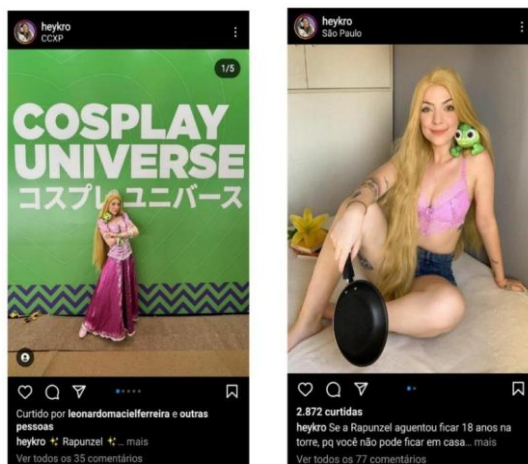 heykro
CCXP
1/5
COSPLAY
UNIVERSE
コスプレユニバース
Curtido por leonardomacielferreira e outras
pessoas
heykro ✨ Rapunzel ✨... mais
Ver todos os 35 comentários
heykro
São Paulo
2.872 curtidas
heykro Se a Rapunzel aguentou ficar 18 anos na
torre, pq você não pode ficar em casa... mais
Ver todos os 77 comentários